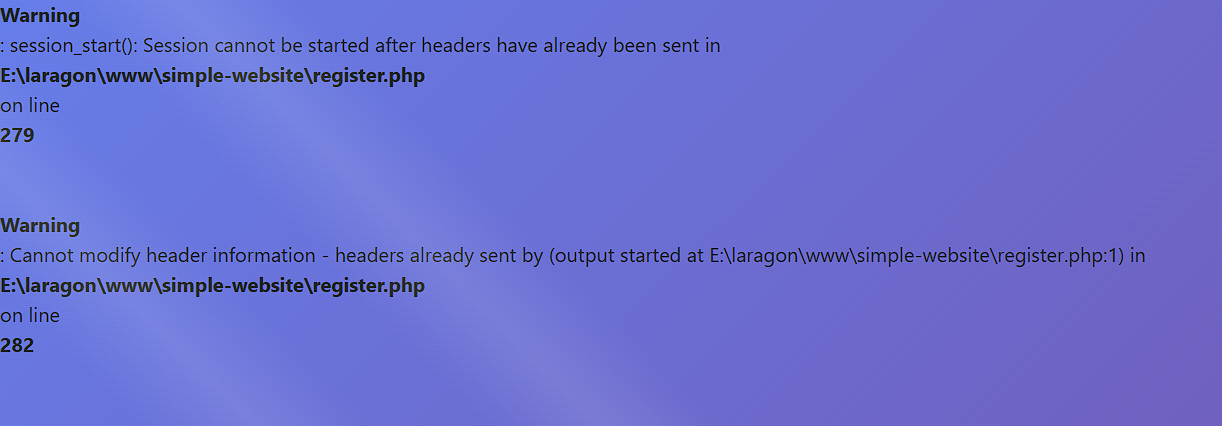 Warning
: session_start(): Session cannot be started after headers have already been sent in
E:\laragon\www\simple-website\register.php
on line
279
Warning
: Cannot modify header information - headers already sent by (output started at E:\laragon\www\simple-website\register.php:1) in
E:\laragon\www\simple-website\register.php
on line
282